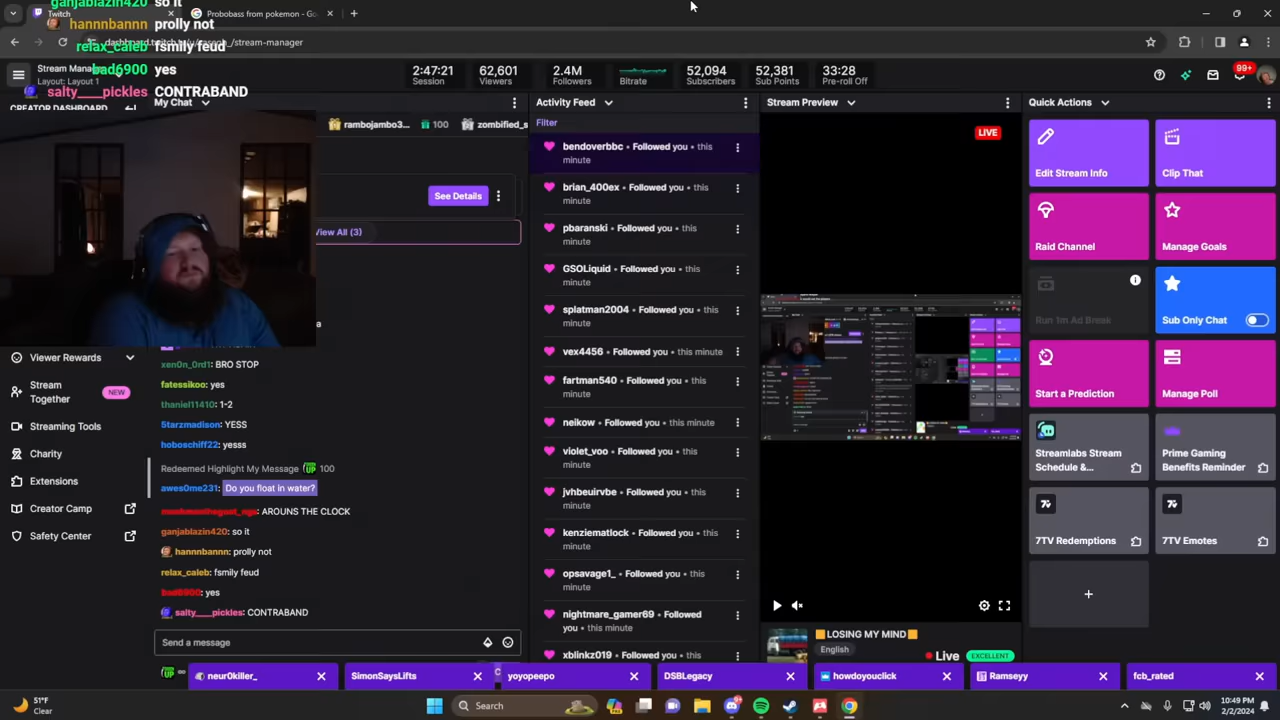 ganjablazin420 so it
hannnbannn prolly not
relax_caleb fsmily feud
bad6900 yes
salty___pickles CONTRABAND
Twitch
Probobass from pokemon - Go
Stream Man
Layout: Layout 1
CREATOR DASHBOARD
2:47:21
Session
92,601
Viewers
2.4M
Followers
Bitrate
52,094
Subscribers
52,381
Sub Points
33:28
Pre-roll Off
99+
My Chat
rambojambo3...
100
zombified_s
See Details
View All (3)
xen0n_0rd1: BRO STOP
fatessikoo: yes
thaniel11410: 1-2
5tarzmadison: YESS
hoboschiff22: yesss
Redeemed Highlight My Message 100
awes0me231: Do you float in water?
AROUNS THE CLOCK
ganjablazin420: so it
hannnbannn: prolly not
relax_caleb: fsmily feud
bad6900: yes
salty___pickles: CONTRABAND
Send a message
Viewer Rewards
Stream Together
NEW
Streaming Tools
Charity
Extensions
Creator Camp
Safety Center
Activity Feed
Filter
bendoverbbc • Followed you • this
minute
brian_400ex • Followed you • this
minute
pbaranski • Followed you • this
minute
GSOLiquid • Followed you • this
minute
splatman2004 • Followed you • this
minute
vex4456 • Followed you • this minute
fartman693 • Followed you • this
minute
neikow • Followed you • this minute
violet_voo • Followed you • this
minute
jvhbeuirvbe • Followed you • this
minute
kenziematock • Followed you • this
minute
opsavage1_ • Followed you • this
minute
nightmare_gamer69 • Followed
you • this minute
xblinkz019 • Followed you • this
Stream Preview
LIVE
LOSING MY MIND
English
Live
EXCELLENT
Quick Actions
Edit Stream Info
Clip That
Raid Channel
Manage Goals
Run 1m Ad Break
Sub Only Chat
Start a Prediction
Manage Poll
Streamlabs Stream
Schedule &...
Prime Gaming
Benefits Reminder
7TV Redemptions
7TV Emotes
neur0killer_
SimonSaysLifts
yoyopeepo
DSBLegacy
howdoyouclick
Ramseyy
fcb_rated
51°F
Clear
Search
10:49 PM
2/2/2024